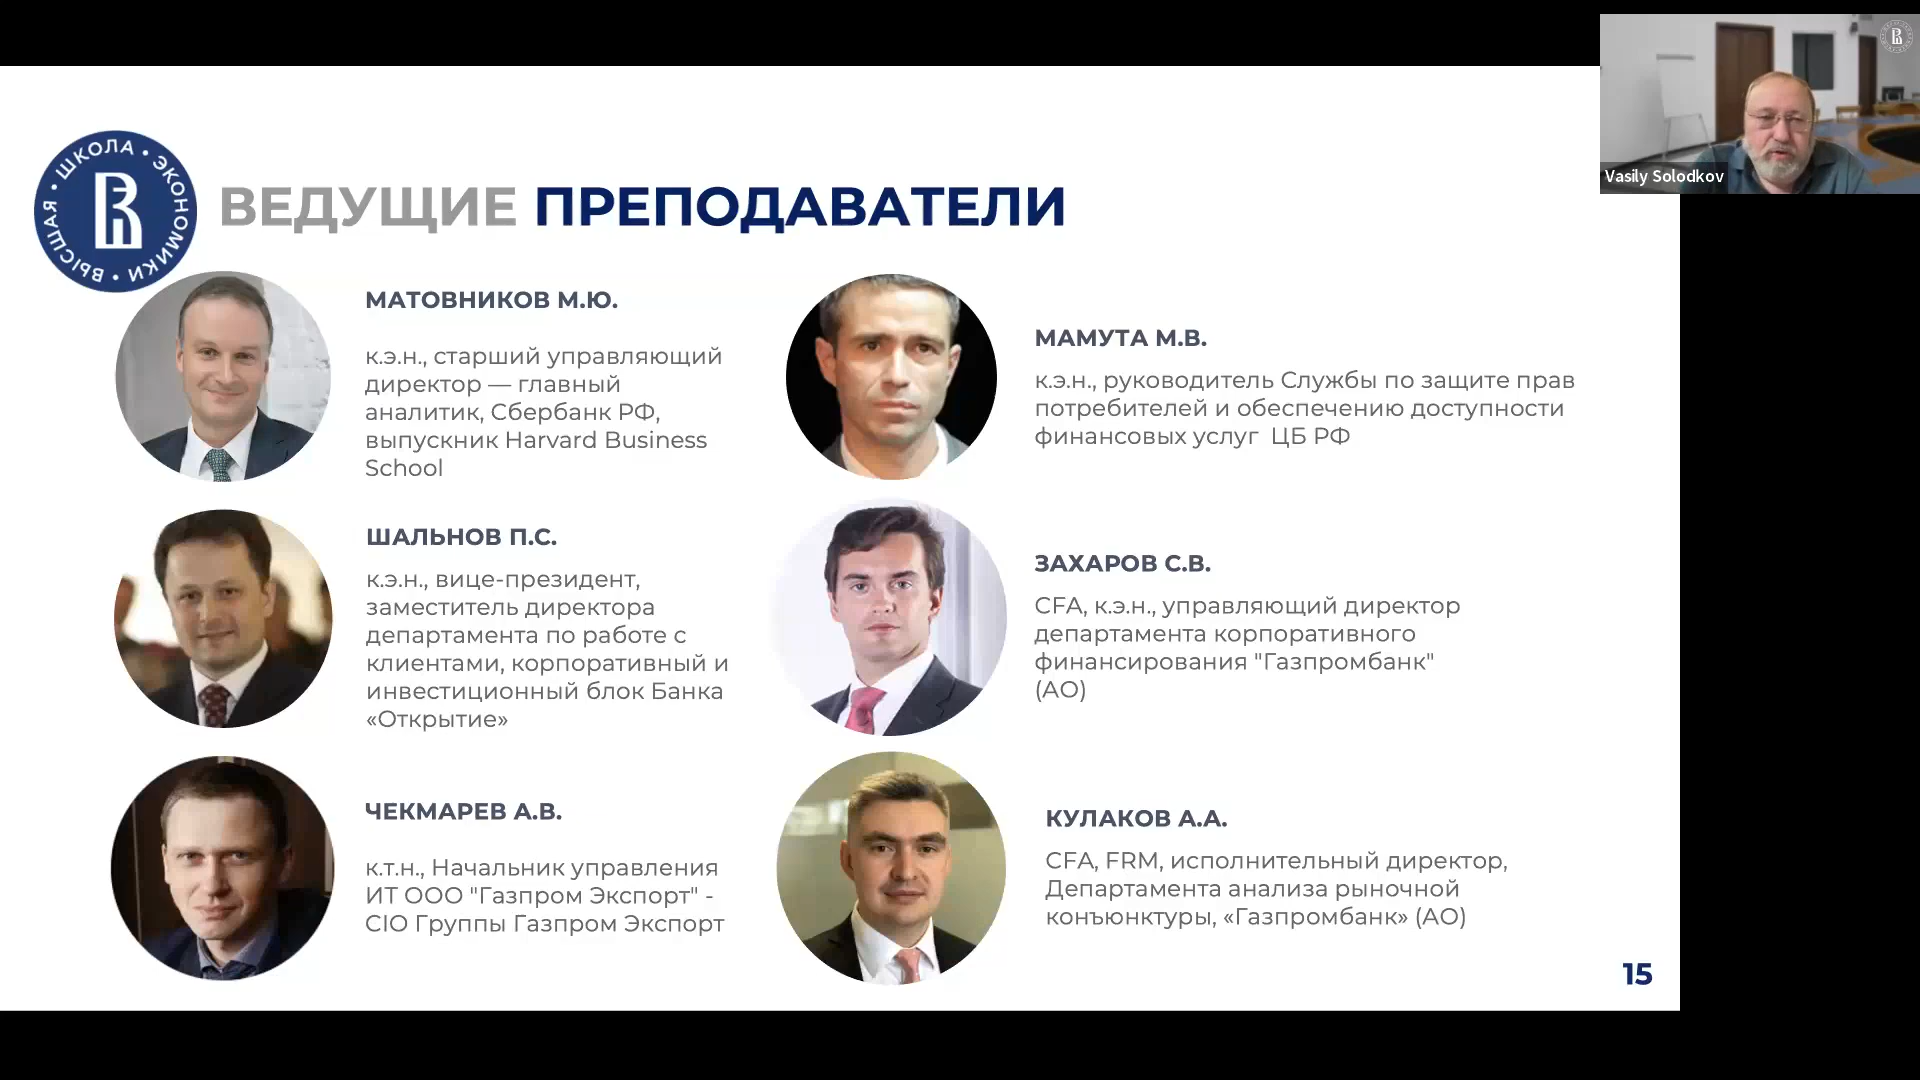 Vasily Solodkov
ВЫСШАЯ • ШКОЛА • ЭКОНОМИКИ •
ВЕДУЩИЕ ПРЕПОДАВАТЕЛИ
МАТОВНИКОВ М.Ю.
к.э.н., старший управляющий
директор — главный
аналитик, Сбербанк РФ,
выпускник Harvard Business
School
МАМУТА М.В.
к.э.н., руководитель Службы по защите прав
потребителей и обеспечению доступности
финансовых услуг ЦБ РФ
ШАЛЬНОВ П.С.
к.э.н., вице-президент,
заместитель директора
департамента по работе с
клиентами, корпоративный и
инвестиционный блок Банка
«Открытие»
ЗАХАРОВ С.В.
CFA, к.э.н., управляющий директор
департамента корпоративного
финансирования "Газпромбанк"
(АО)
ЧЕКМАРЕВ А.В.
к.т.н., Начальник управления
ИТ ООО "Газпром Экспорт" -
CIO Группы Газпром Экспорт
КУЛАКОВ А.А.
CFA, FRM, исполнительный директор,
Департамента анализа рыночной
конъюнктуры, «Газпромбанк» (АО)
15